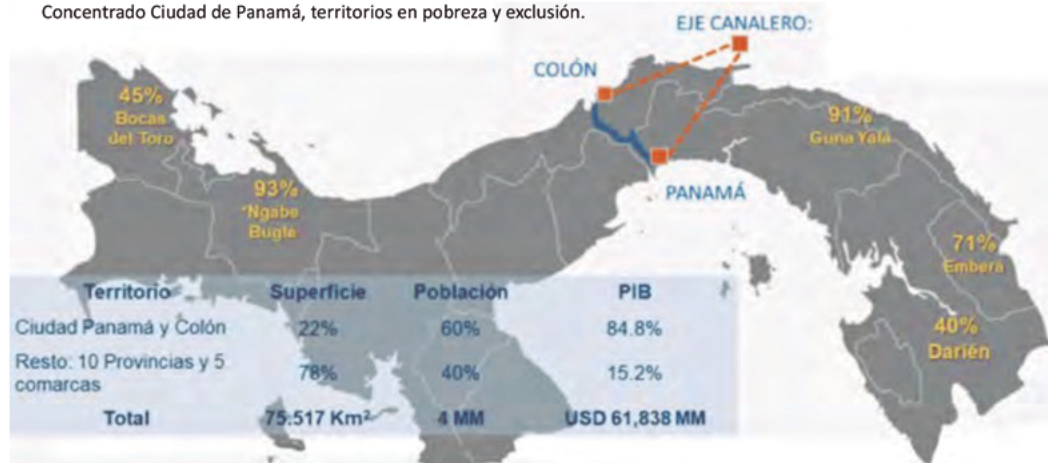 Concentrado Ciudad de Panamá, territorios en pobreza y exclusión.
EJE CANALERO:
COLÓN
PANAMÁ
45%
Bocas
del Toro
93%
*Ngabe
Bugle
91%
Guna Yala
71%
Embera
40%
Darién
Territorio Superficie Población PIB
Ciudad Panamá y Colón 22% 60% 84.8%
Resto: 10 Provincias y 5
comarcas 78% 40% 15.2%
Total 75.517 Km² 4 MM USD 61,838 MM